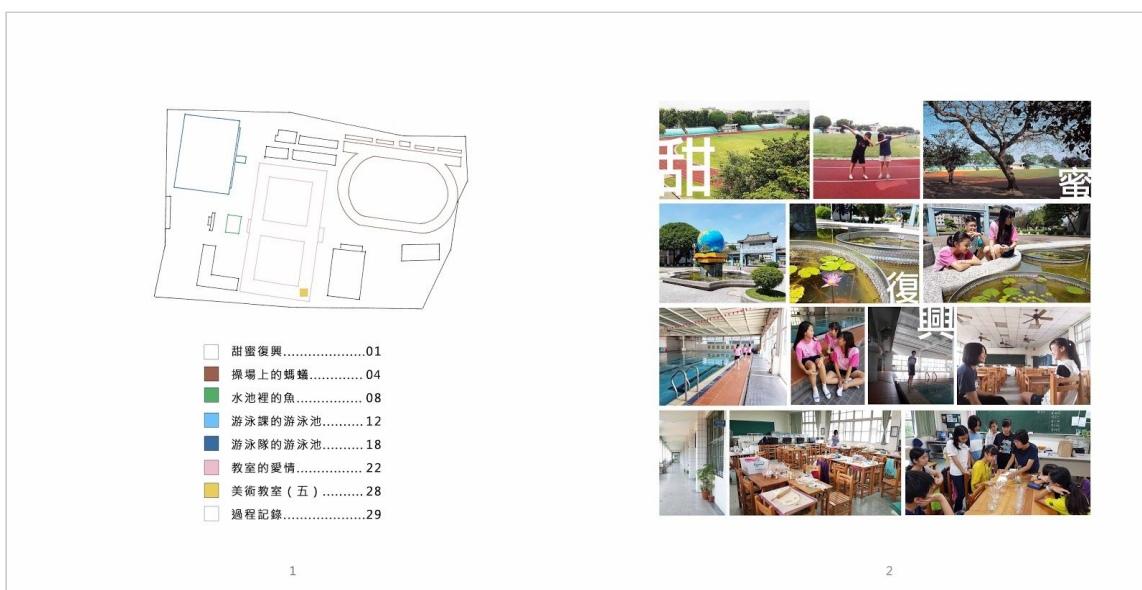 甜蜜復興....................01
操場上的螞蟻.............04
水池裡的魚................08
游泳課的游泳池..........12
游泳隊的游泳池..........18
教室的愛情................22
美術教室(五)..........28
過程記錄....................29
1
甜
蜜
復
興
2